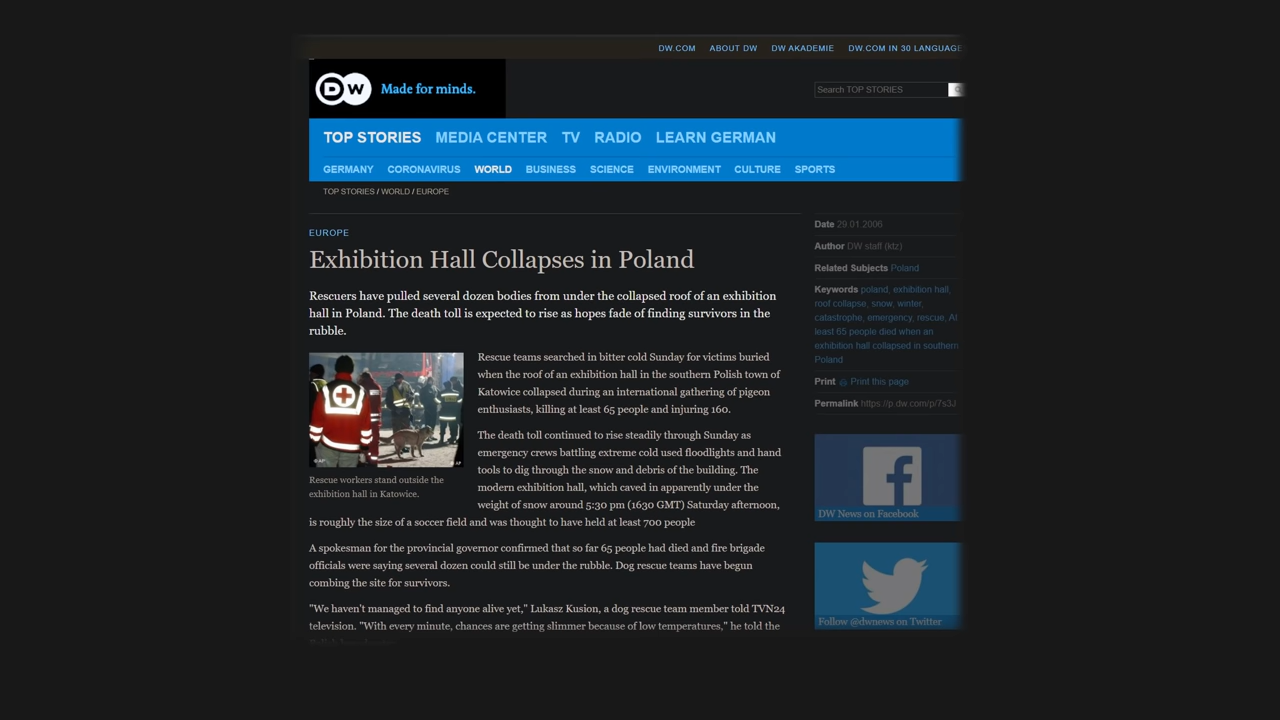 DW.COM ABOUT DW DW AKADEMIE DW.COM IN 30 LANGUAGE
DW Made for minds.
Search TOP STORIES
TOP STORIES MEDIA CENTER TV RADIO LEARN GERMAN
GERMANY CORONAVIRUS WORLD BUSINESS SCIENCE ENVIRONMENT CULTURE SPORTS
TOP STORIES / WORLD / EUROPE
EUROPE
Exhibition Hall Collapses in Poland
Rescuers have pulled several dozen bodies from under the collapsed roof of an exhibition
hall in Poland. The death toll is expected to rise as hopes fade of finding survivors in the
rubble.
© AP
AP
Rescue workers stand outside the
exhibition hall in Katowice.
Rescue teams searched in bitter cold Sunday for victims buried
when the roof of an exhibition hall in the southern Polish town of
Katowice collapsed during an international gathering of pigeon
enthusiasts, killing at least 65 people and injuring 160.
The death toll continued to rise steadily through Sunday as
emergency crews battling extreme cold used floodlights and hand
tools to dig through the snow and debris of the building. The
modern exhibition hall, which caved in apparently under the
weight of snow around 5:30 pm (1630 GMT) Saturday afternoon,
is roughly the size of a soccer field and was thought to have held at least 700 people
A spokesman for the provincial governor confirmed that so far 65 people had died and fire brigade
officials were saying several dozen could still be under the rubble. Dog rescue teams have begun
combing the site for survivors.
"We haven't managed to find anyone alive yet," Lukasz Kusion, a dog rescue team member told TVN24
television. "With every minute, chances are getting slimmer because of low temperatures," he told the
Date 29.01.2006
Author DW staff (ktz)
Related Subjects Poland
Keywords poland, exhibition hall,
roof collapse, snow, winter,
catastrophe, emergency, rescue, At
least 65 people died when an
exhibition hall collapsed in southern
Poland
Print Print this page
Permalink https://p.dw.com/p/7s3J
DW News on Facebook
Follow @dwnews on Twitter